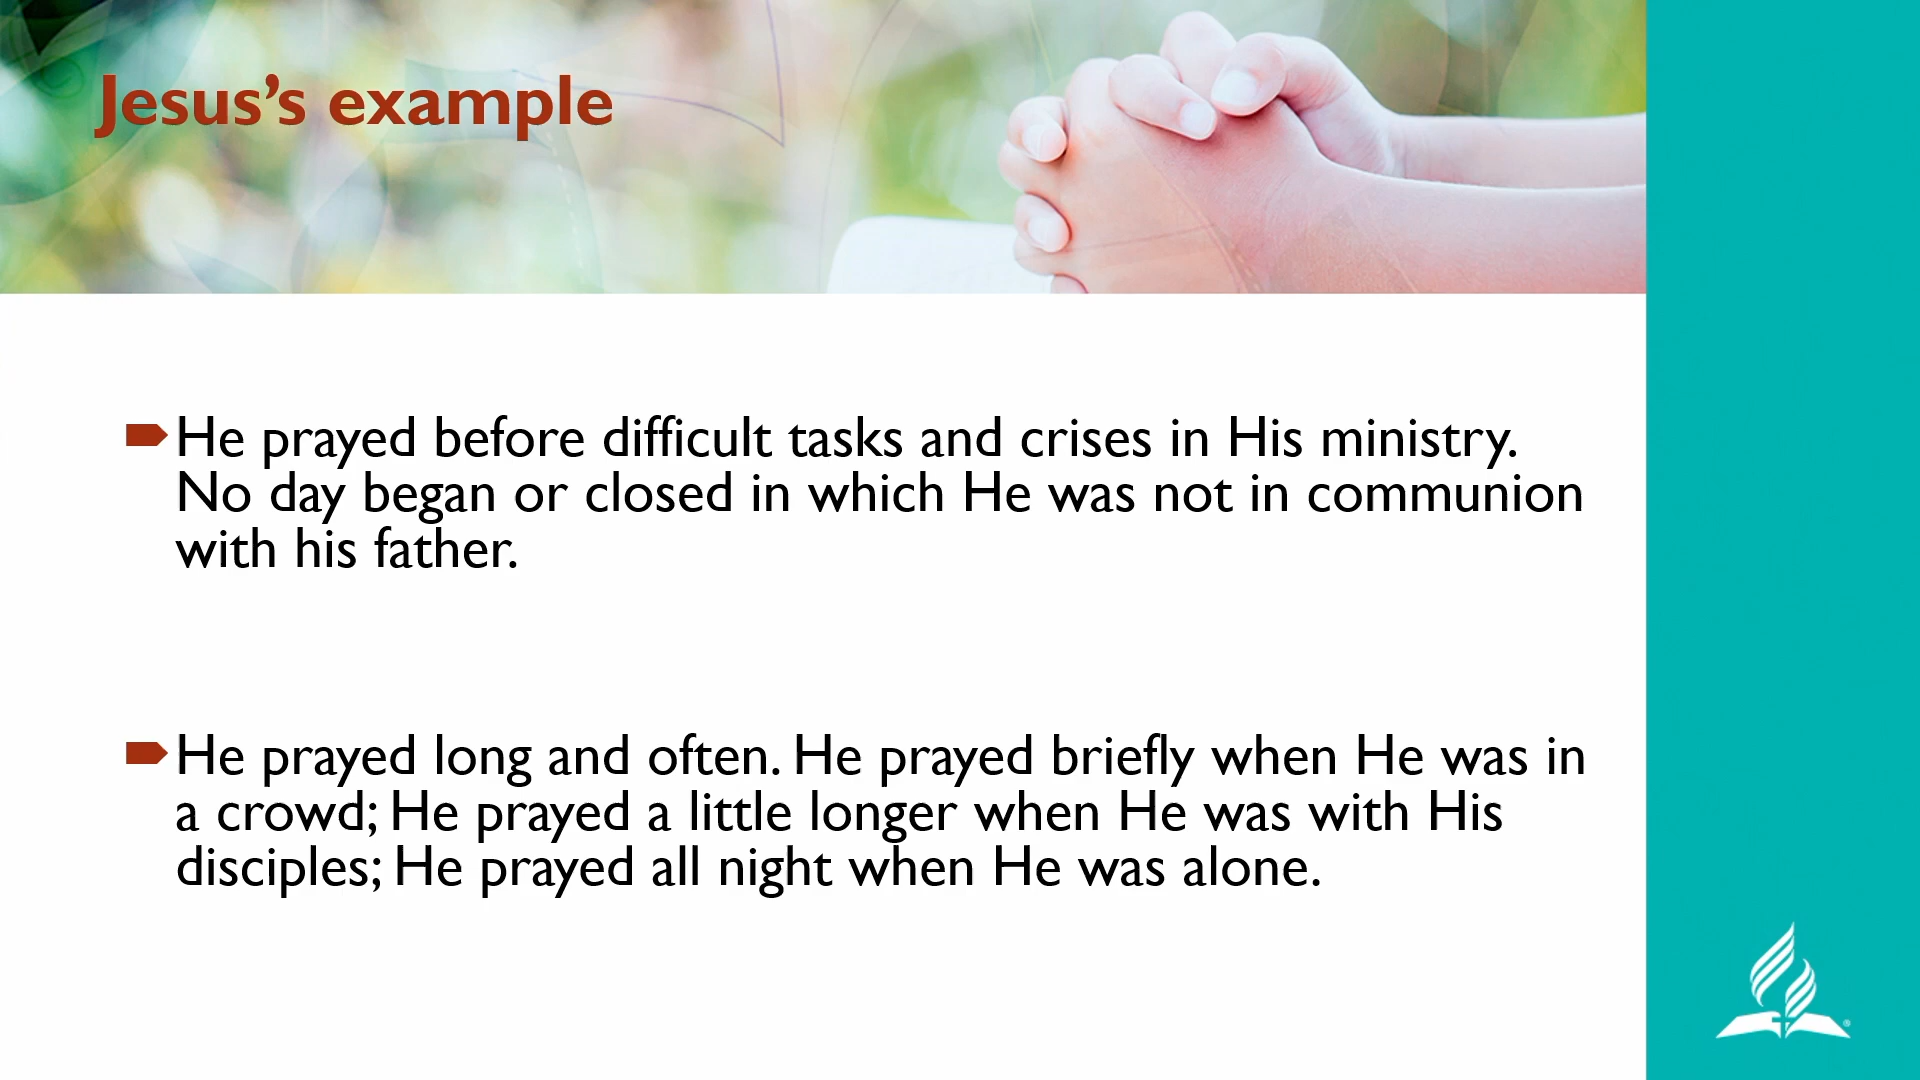 Jesus’s example
He prayed before difficult tasks and crises in His ministry.
No day began or closed in which He was not in communion
with his father.
He prayed long and often. He prayed briefly when He was in
a crowd; He prayed a little longer when He was with His
disciples; He prayed all night when He was alone.